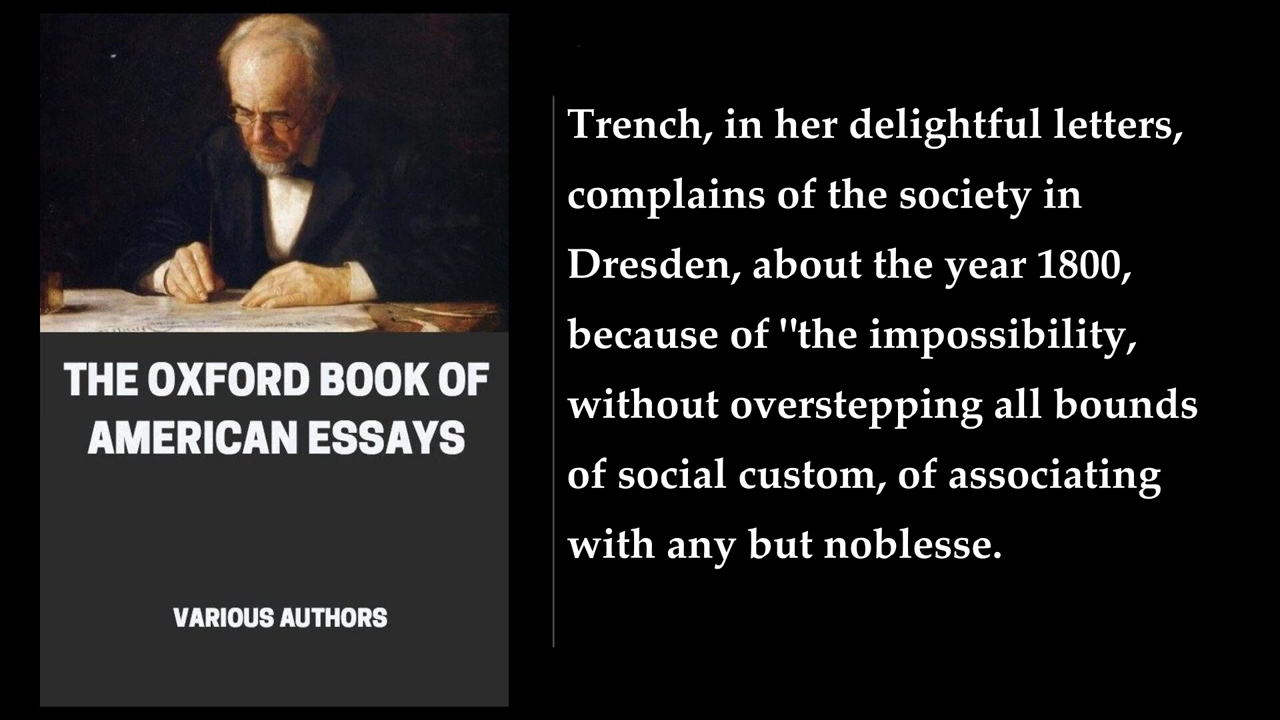 THE OXFORD BOOK OF
AMERICAN ESSAYS
VARIOUS AUTHORS
Trench, in her delightful letters,
complains of the society in
Dresden, about the year 1800,
because of "the impossibility,
without overstepping all bounds
of social custom, of associating
with any but noblesse.